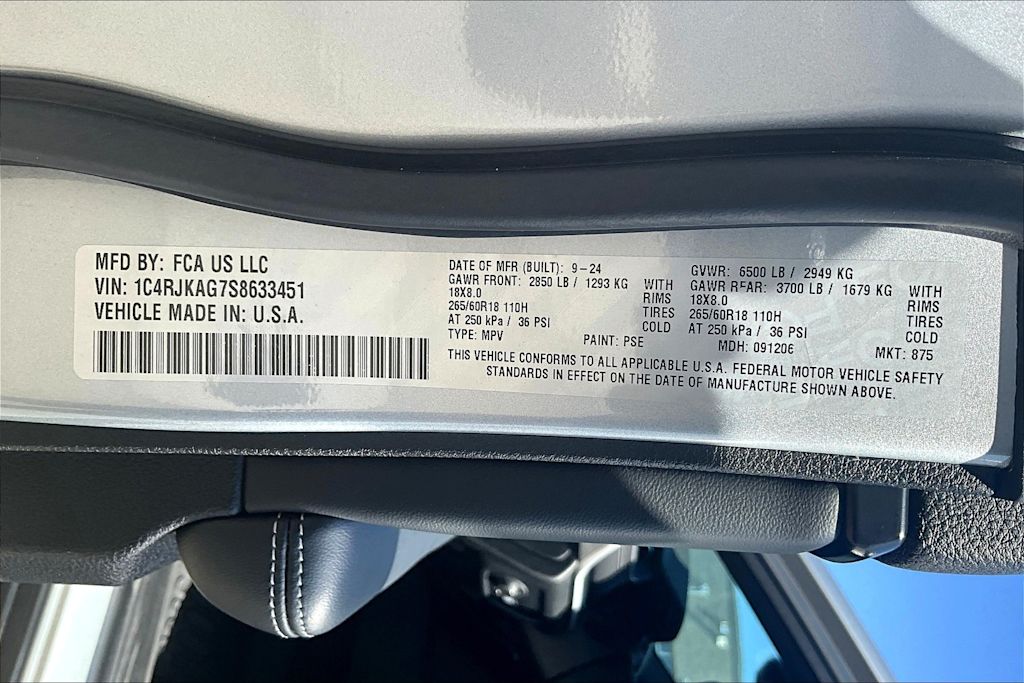 MFD BY: FCA US LLC
VIN: 1C4RJKAG7S8633451
VEHICLE MADE IN: U.S.A.
DATE OF MFR (BUILT): 9-24
GAWR FRONT: 2850 LB / 1293 KG WITH
18X8.0 RIMS
265/60R18 110H TIRES
AT 250 kPa / 36 PSI COLD
TYPE: MPV PAINT: PSE
GVWR: 6500 LB / 2949 KG
GAWR REAR: 3700 LB / 1679 KG WITH
18X8.0 RIMS
265/60R18 110H TIRES
AT 250 kPa / 36 PSI COLD
MDH: 091206 MKT: 875
THIS VEHICLE CONFORMS TO ALL APPLICABLE U.S.A. FEDERAL MOTOR VEHICLE SAFETY
STANDARDS IN EFFECT ON THE DATE OF MANUFACTURE SHOWN ABOVE.